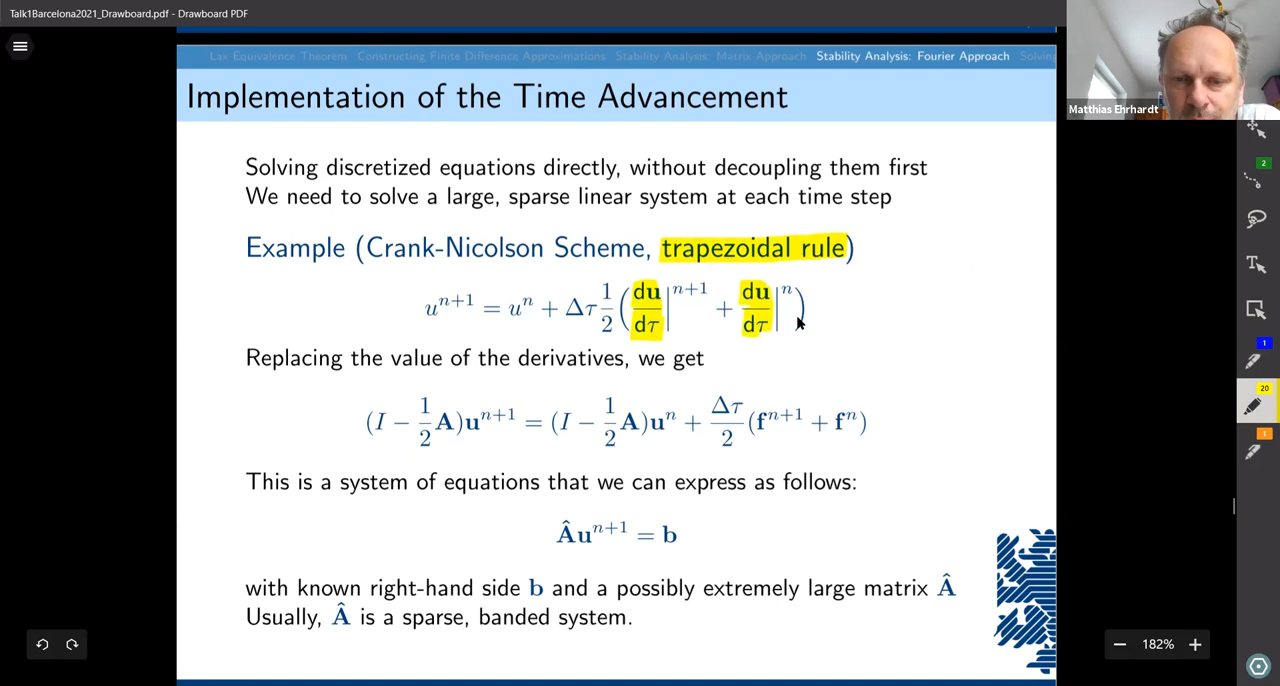 Talk1Barcelona2021_Drawboard.pdf - Drawboard PDF
Lax Equivalence Theorem Constructing Finite Difference Approximations Stability Analysis: Matrix Approach Stability Analysis: Fourier Approach Solvin
Implementation of the Time Advancement
Matthias Ehrhardt
Solving discretized equations directly, without decoupling them first
We need to solve a large, sparse linear system at each time step
Example (Crank-Nicolson Scheme, trapezoidal rule)
u^{n+1} = u^n + Δτ 1/2 (du/dτ|^{n+1} + du/dτ|^n)
Replacing the value of the derivatives, we get
(I − 1/2 A)u^{n+1} = (I − 1/2 A)u^n + Δτ/2 (f^{n+1} + f^n)
This is a system of equations that we can express as follows:
Âu^{n+1} = b
with known right-hand side b and a possibly extremely large matrix Â
Usually, Â is a sparse, banded system.
2
1
20
1
182%